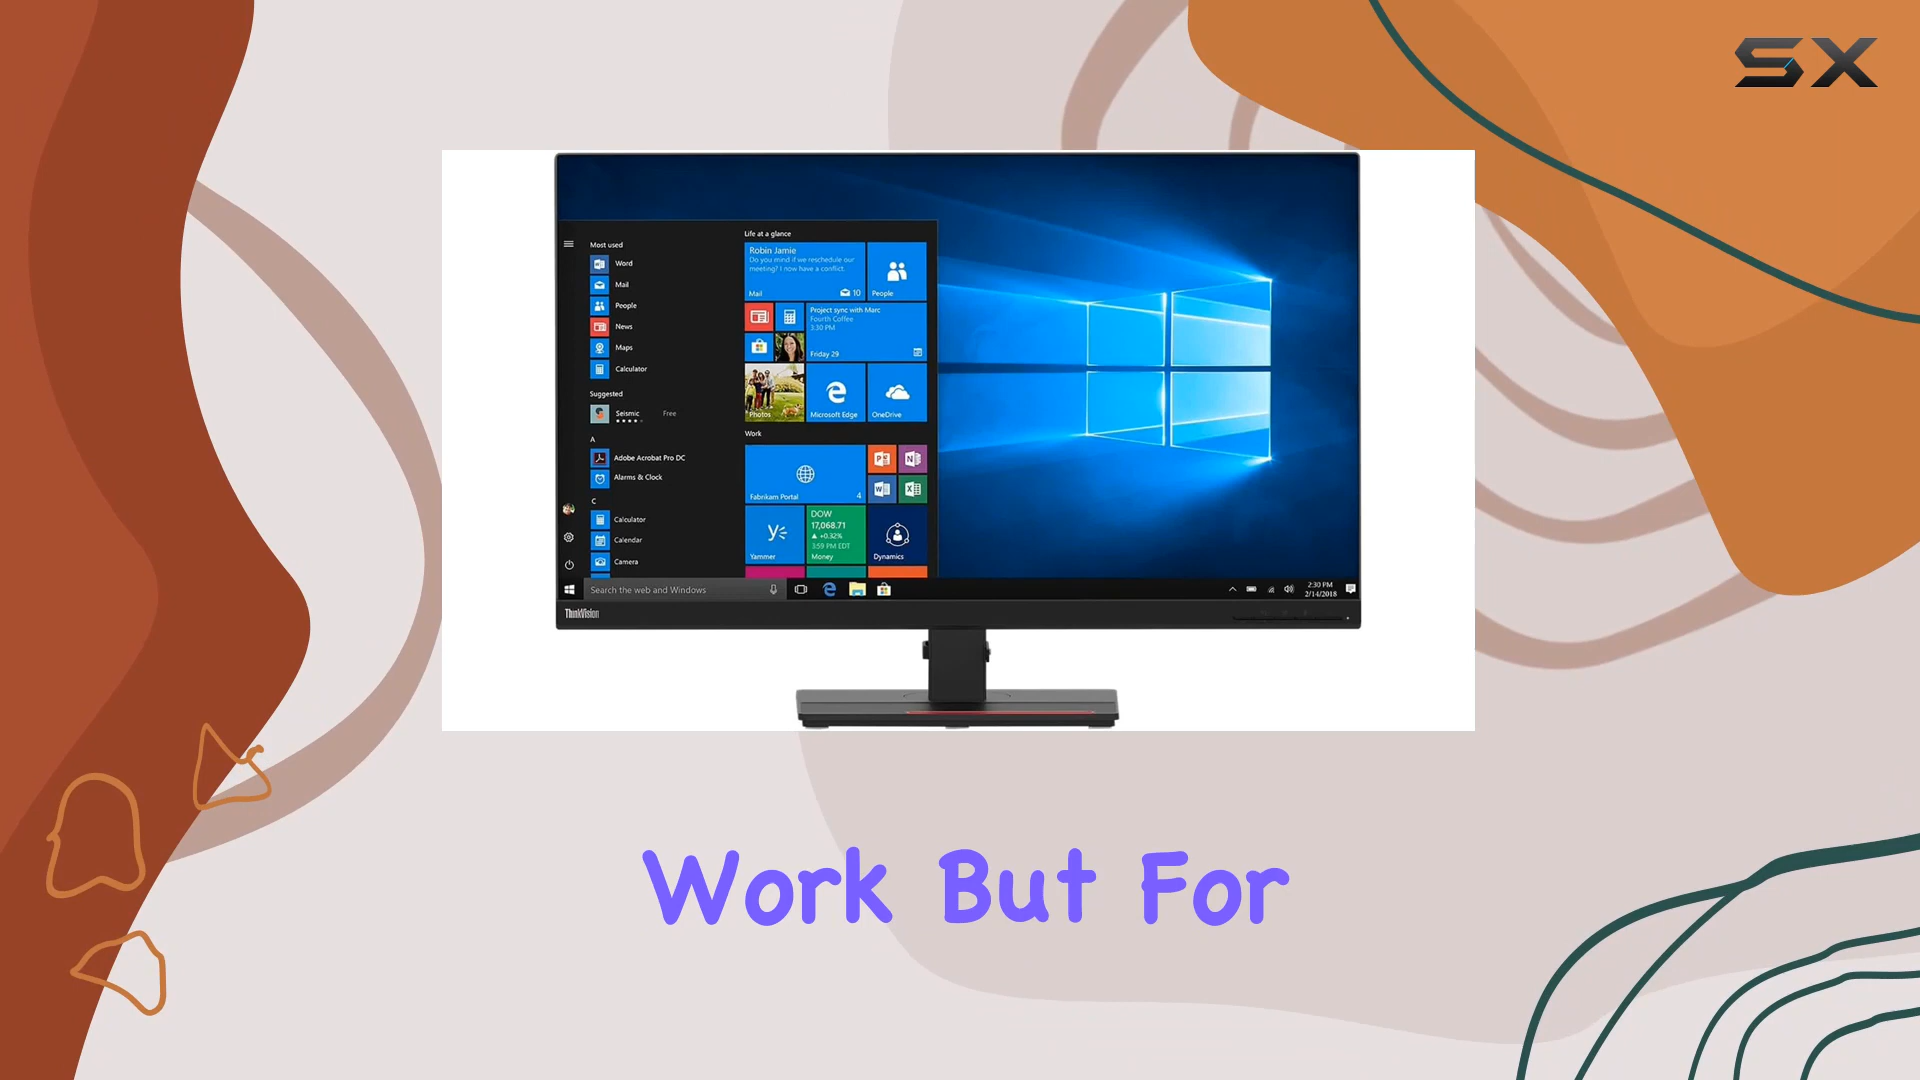 SX
Life at a glance
Most used
Word
Mail
People
News
Maps
Calculator
Suggested
Seismic Free
A
Adobe Acrobat Pro DC
Alarms & Clock
C
Calculator
Calendar
Camera
Robin Jamie
Do you mind if we reschedule our
meeting? I now have a conflict.
Mail 10
People
Project sync with Marc
Fourth Coffee
3:30 PM
Friday 29
Photos
Microsoft Edge
OneDrive
Work
Fabrikam Portal 4
Yammer
DOW
17,068.71
▲ +0.32%
3:59 PM EDT
Money
Dynamics
Search the web and Windows
2:30 PM
2/14/2018
ThinkVision
Work But For